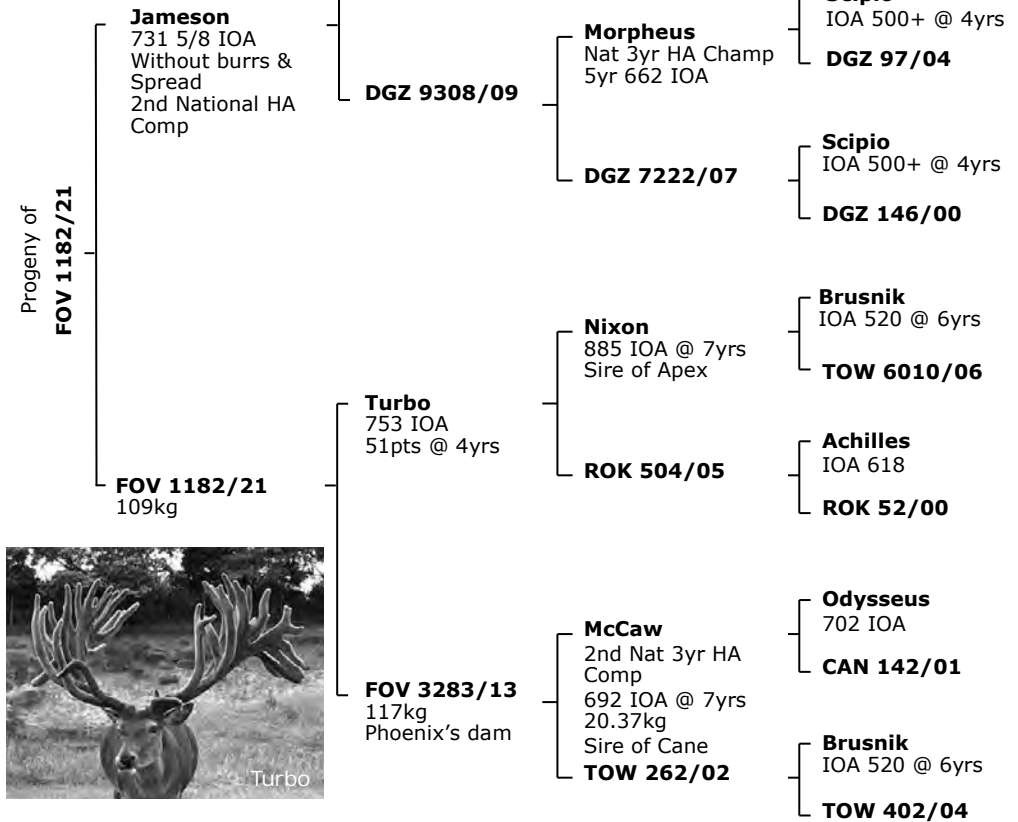 Progeny of
FOV 1182/21
Jameson
731 5/8 IOA
Without burrs &
Spread
2nd National HA
Comp
FOV 1182/21
109kg
DGZ 9308/09
Turbo
753 IOA
51pts @ 4yrs
FOV 3283/13
117kg
Phoenix's dam
Morpheus
Nat 3yr HA Champ
5yr 662 IOA
DGZ 7222/07
Nixon
885 IOA @ 7yrs
Sire of Apex
ROK 504/05
McCaw
2nd Nat 3yr HA
Comp
692 IOA @ 7yrs
20.37kg
Sire of Cane
TOW 262/02
Scipio
IOA 500+ @ 4yrs
DGZ 97/04
Scipio
IOA 500+ @ 4yrs
DGZ 146/00
Brusnik
IOA 520 @ 6yrs
TOW 6010/06
Achilles
IOA 618
ROK 52/00
Odysseus
702 IOA
CAN 142/01
Brusnik
IOA 520 @ 6yrs
TOW 402/04
Turbo